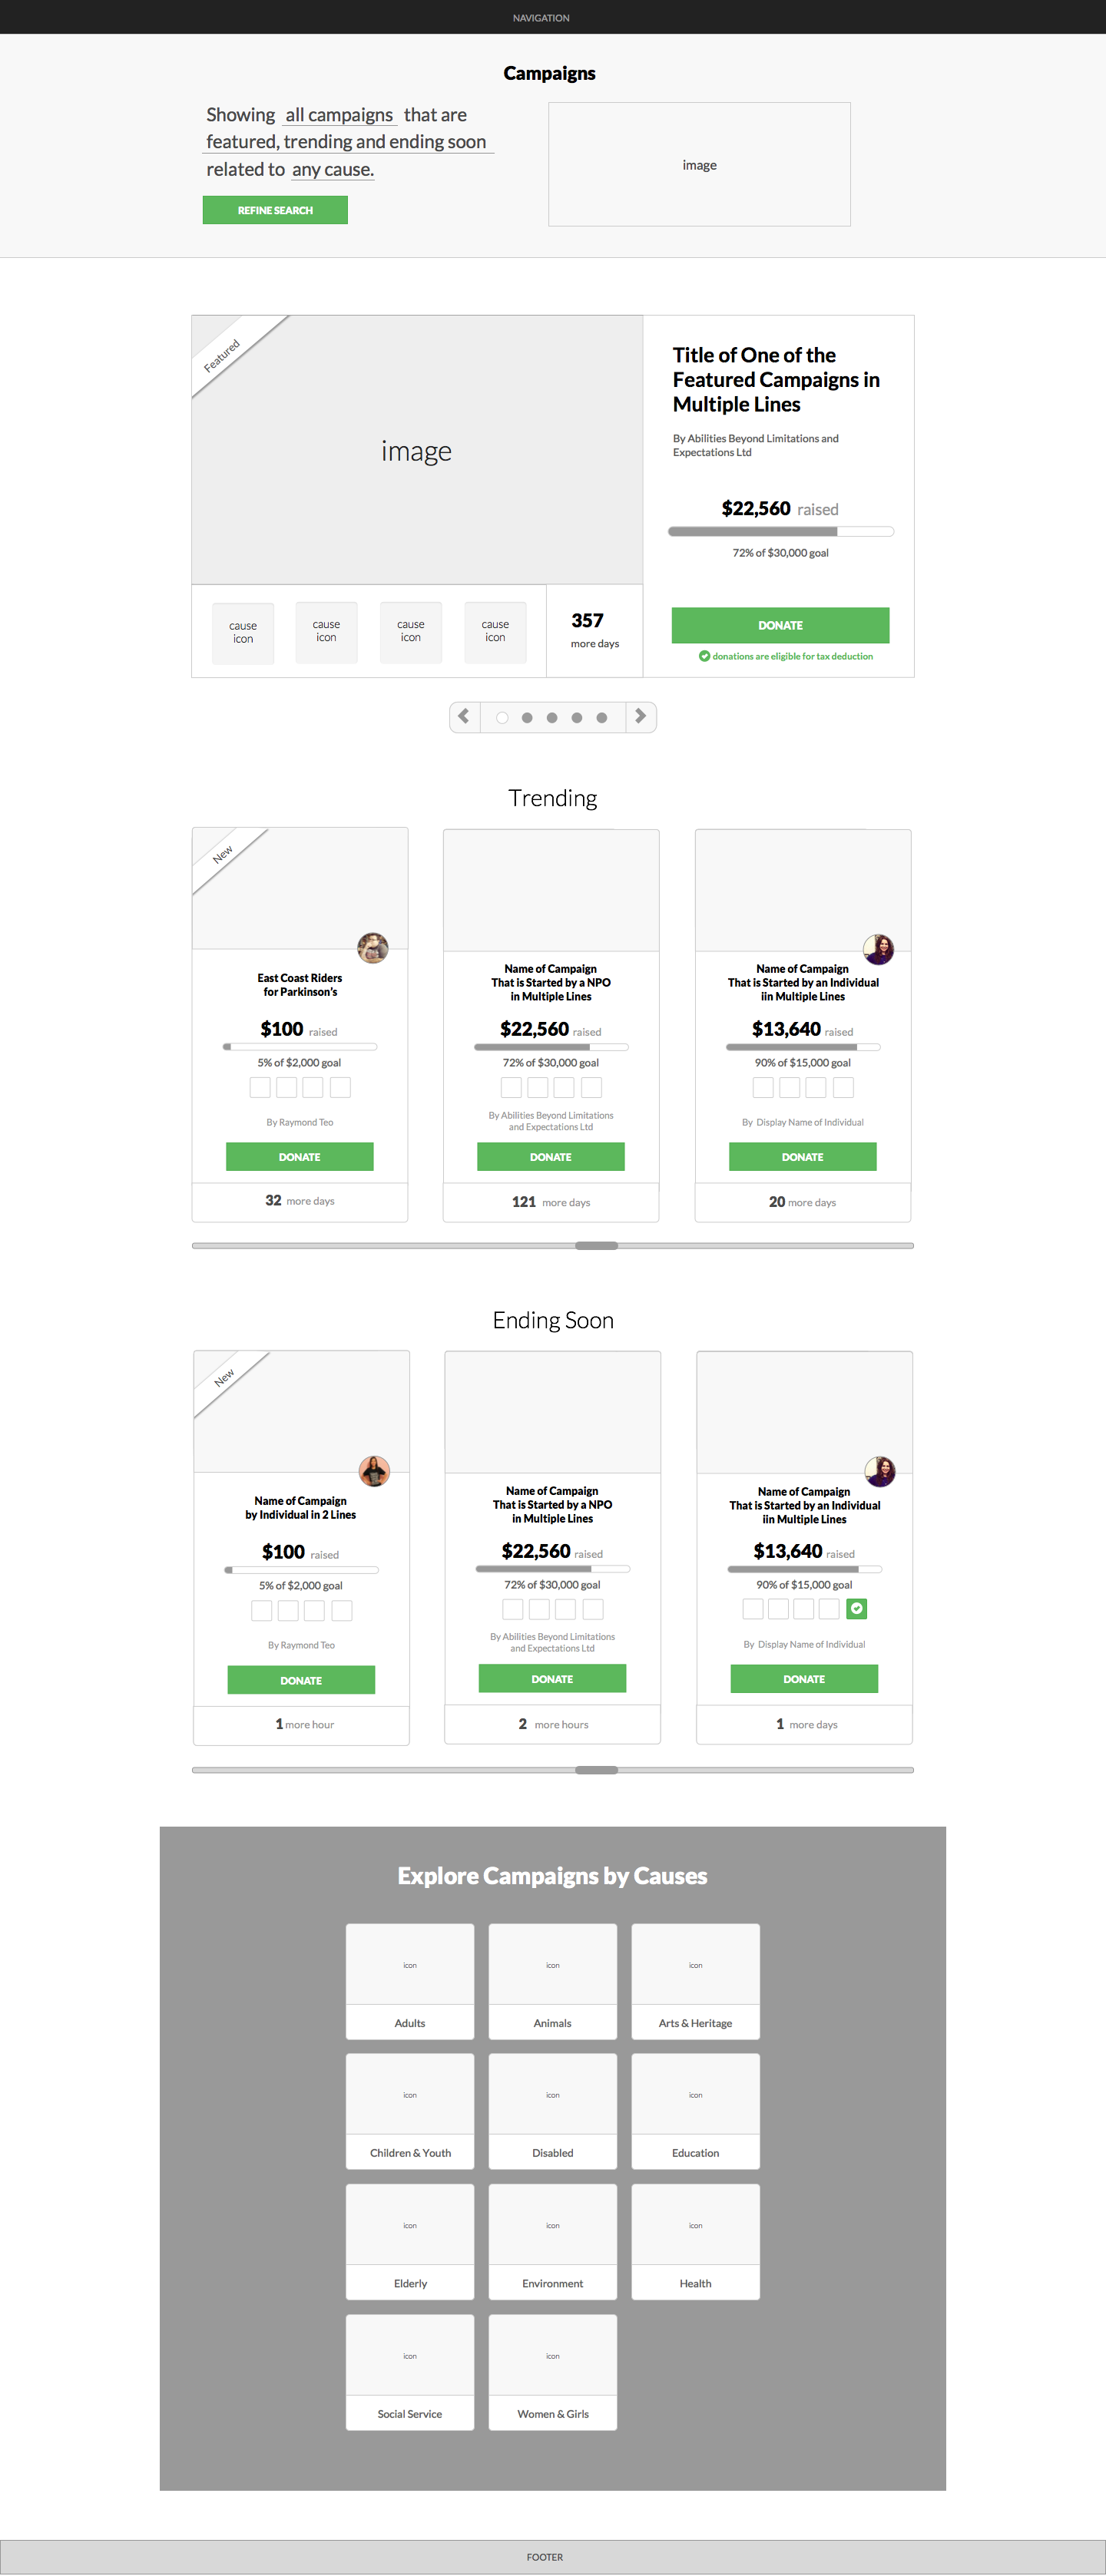 NAVIGATION
Campaigns
Showing all campaigns that are
featured, trending and ending soon
related to any cause.
REFINE SEARCH
image
Featured
image
Title of One of the
Featured Campaigns in
Multiple Lines
By Abilities Beyond Limitations and
Expectations Ltd
$22,560 raised
72% of $30,000 goal
DONATE
donations are eligible for tax deduction
cause
icon
cause
icon
cause
icon
cause
icon
357
more days
Trending
New
East Coast Riders
for Parkinson's
$100 raised
5% of $2,000 goal
By Raymond Teo
DONATE
32 more days
Name of Campaign
That is Started by a NPO
in Multiple Lines
$22,560 raised
72% of $30,000 goal
By Abilities Beyond Limitations
and Expectations Ltd
DONATE
121 more days
Name of Campaign
That is Started by an Individual
iin Multiple Lines
$13,640 raised
90% of $15,000 goal
By Display Name of Individual
DONATE
20 more days
Ending Soon
New
Name of Campaign
by Individual in 2 Lines
$100 raised
5% of $2,000 goal
By Raymond Teo
DONATE
1 more hour
Name of Campaign
That is Started by a NPO
in Multiple Lines
$22,560 raised
72% of $30,000 goal
By Abilities Beyond Limitations
and Expectations Ltd
DONATE
2 more hours
Name of Campaign
That is Started by an Individual
iin Multiple Lines
$13,640 raised
90% of $15,000 goal
By Display Name of Individual
DONATE
1 more days
Explore Campaigns by Causes
icon
Adults
icon
Animals
icon
Arts & Heritage
icon
Children & Youth
icon
Disabled
icon
Education
icon
Elderly
icon
Environment
icon
Health
icon
Social Service
icon
Women & Girls
FOOTER